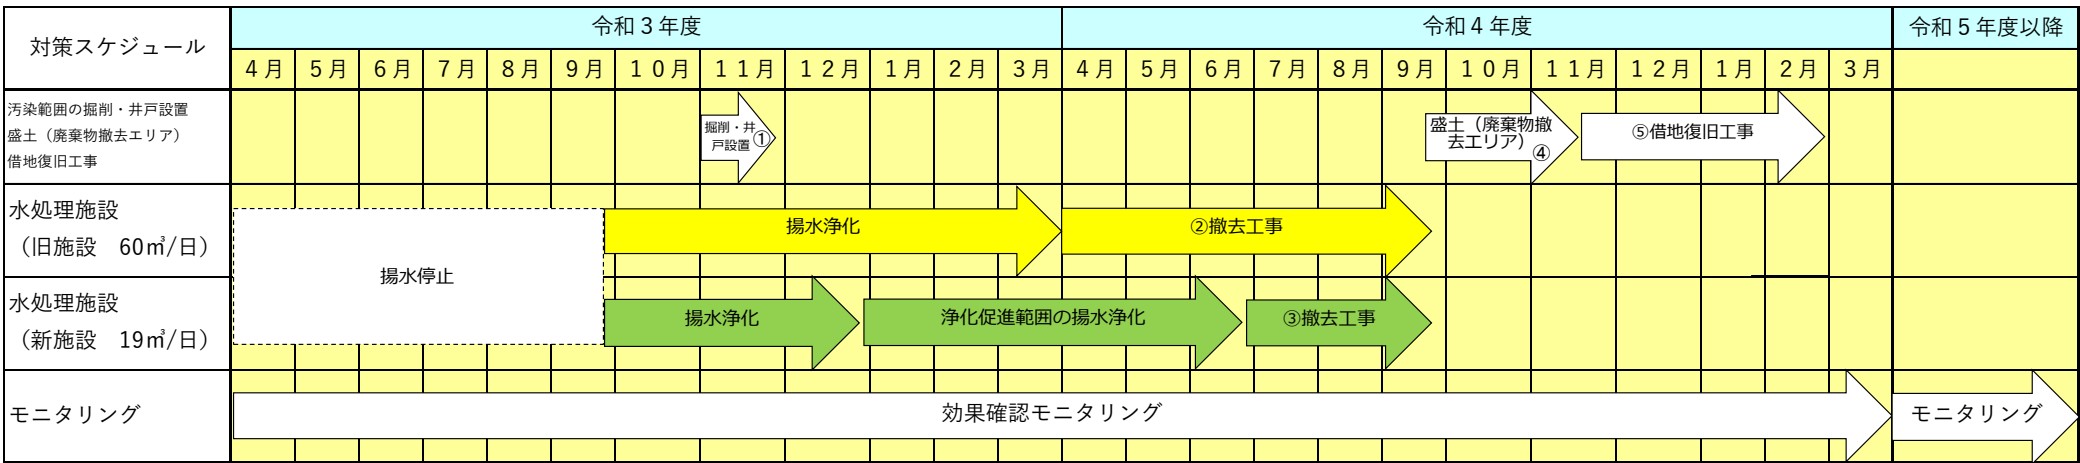 対策スケジュール
令和３年度
令和４年度
令和５年度以降
４月 ５月 ６月 ７月 ８月 ９月 １０月 １１月 １２月 １月 ２月 ３月 ４月 ５月 ６月 ７月 ８月 ９月 １０月 １１月 １２月 １月 ２月 ３月
汚染範囲の掘削・井戸設置
盛土（廃棄物撤去エリア）
借地復旧工事
掘削・井
戸設置①
盛土（廃棄物撤
去エリア）④
⑤借地復旧工事
水処理施設
（旧施設　60㎥/日）
揚水停止
揚水浄化
②撤去工事
水処理施設
（新施設　19㎥/日）
揚水浄化
浄化促進範囲の揚水浄化
③撤去工事
モニタリング
効果確認モニタリング
モニタリング